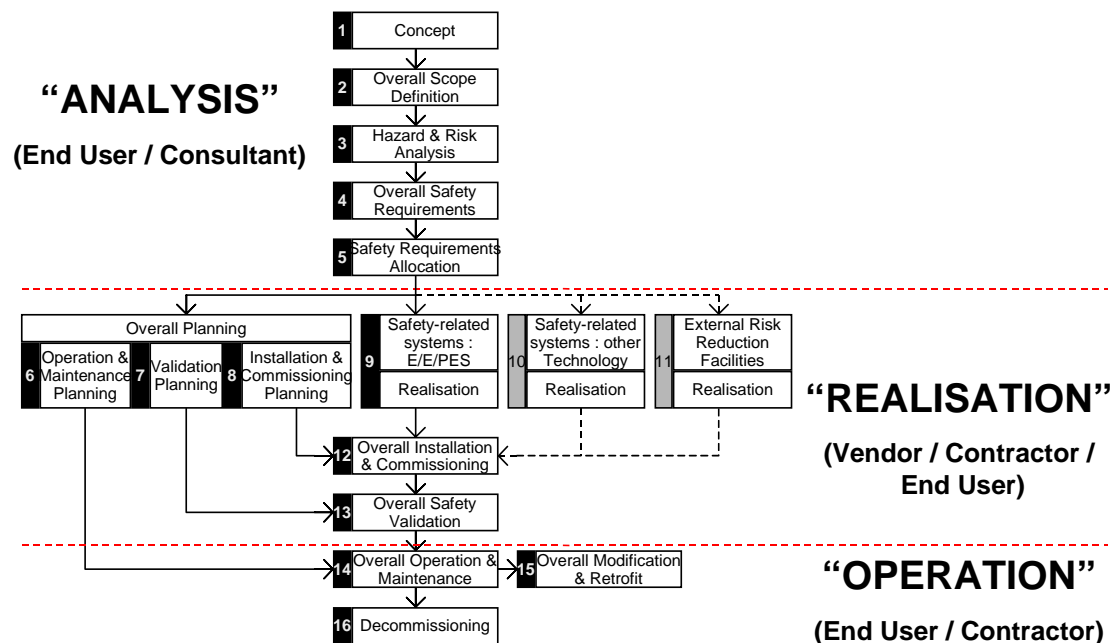 1
Concept
2
Overall Scope
Definition
“ANALYSIS”
(End User / Consultant)
3
Hazard & Risk
Analysis
4
Overall Safety
Requirements
5
Safety Requirements
Allocation
Overall Planning
6
Operation &
Maintenance
Planning
7
Validation
Planning
8
Installation &
Commissioning
Planning
9
Safety-related
systems :
E/E/PES
Realisation
10
Safety-related
systems : other
Technology
Realisation
11
External Risk
Reduction
Facilities
Realisation
“REALISATION”
(Vendor / Contractor /
End User)
12
Overall Installation
& Commissioning
13
Overall Safety
Validation
14
Overall Operation &
Maintenance
15
Overall Modification
& Retrofit
16
Decommissioning
“OPERATION”
(End User / Contractor)